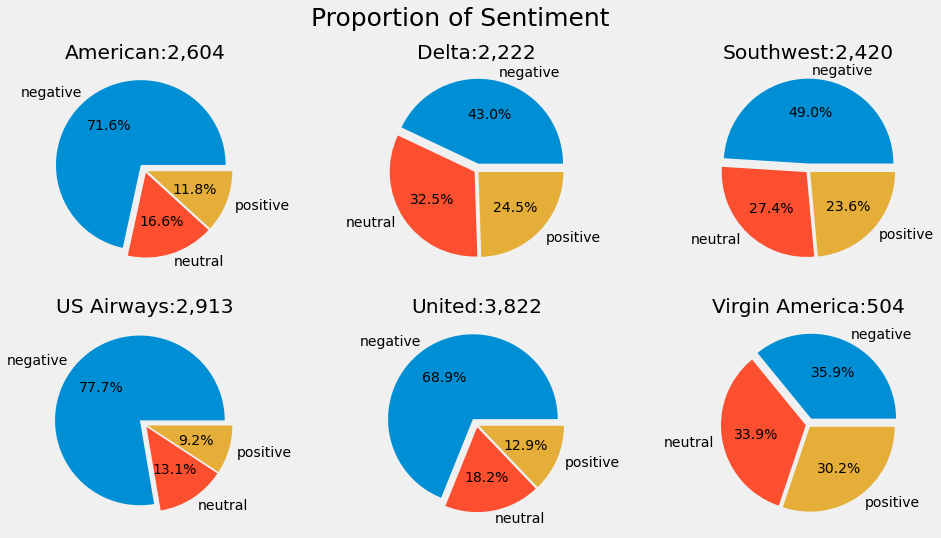 Proportion of Sentiment
American:2,604
negative
71.6%
16.6%
neutral
11.8%
positive
Delta:2,222
negative
43.0%
32.5%
neutral
24.5%
positive
Southwest:2,420
negative
49.0%
27.4%
neutral
23.6%
positive
US Airways:2,913
negative
77.7%
13.1%
neutral
9.2%
positive
United:3,822
negative
68.9%
18.2%
neutral
12.9%
positive
Virgin America:504
negative
35.9%
33.9%
neutral
30.2%
positive